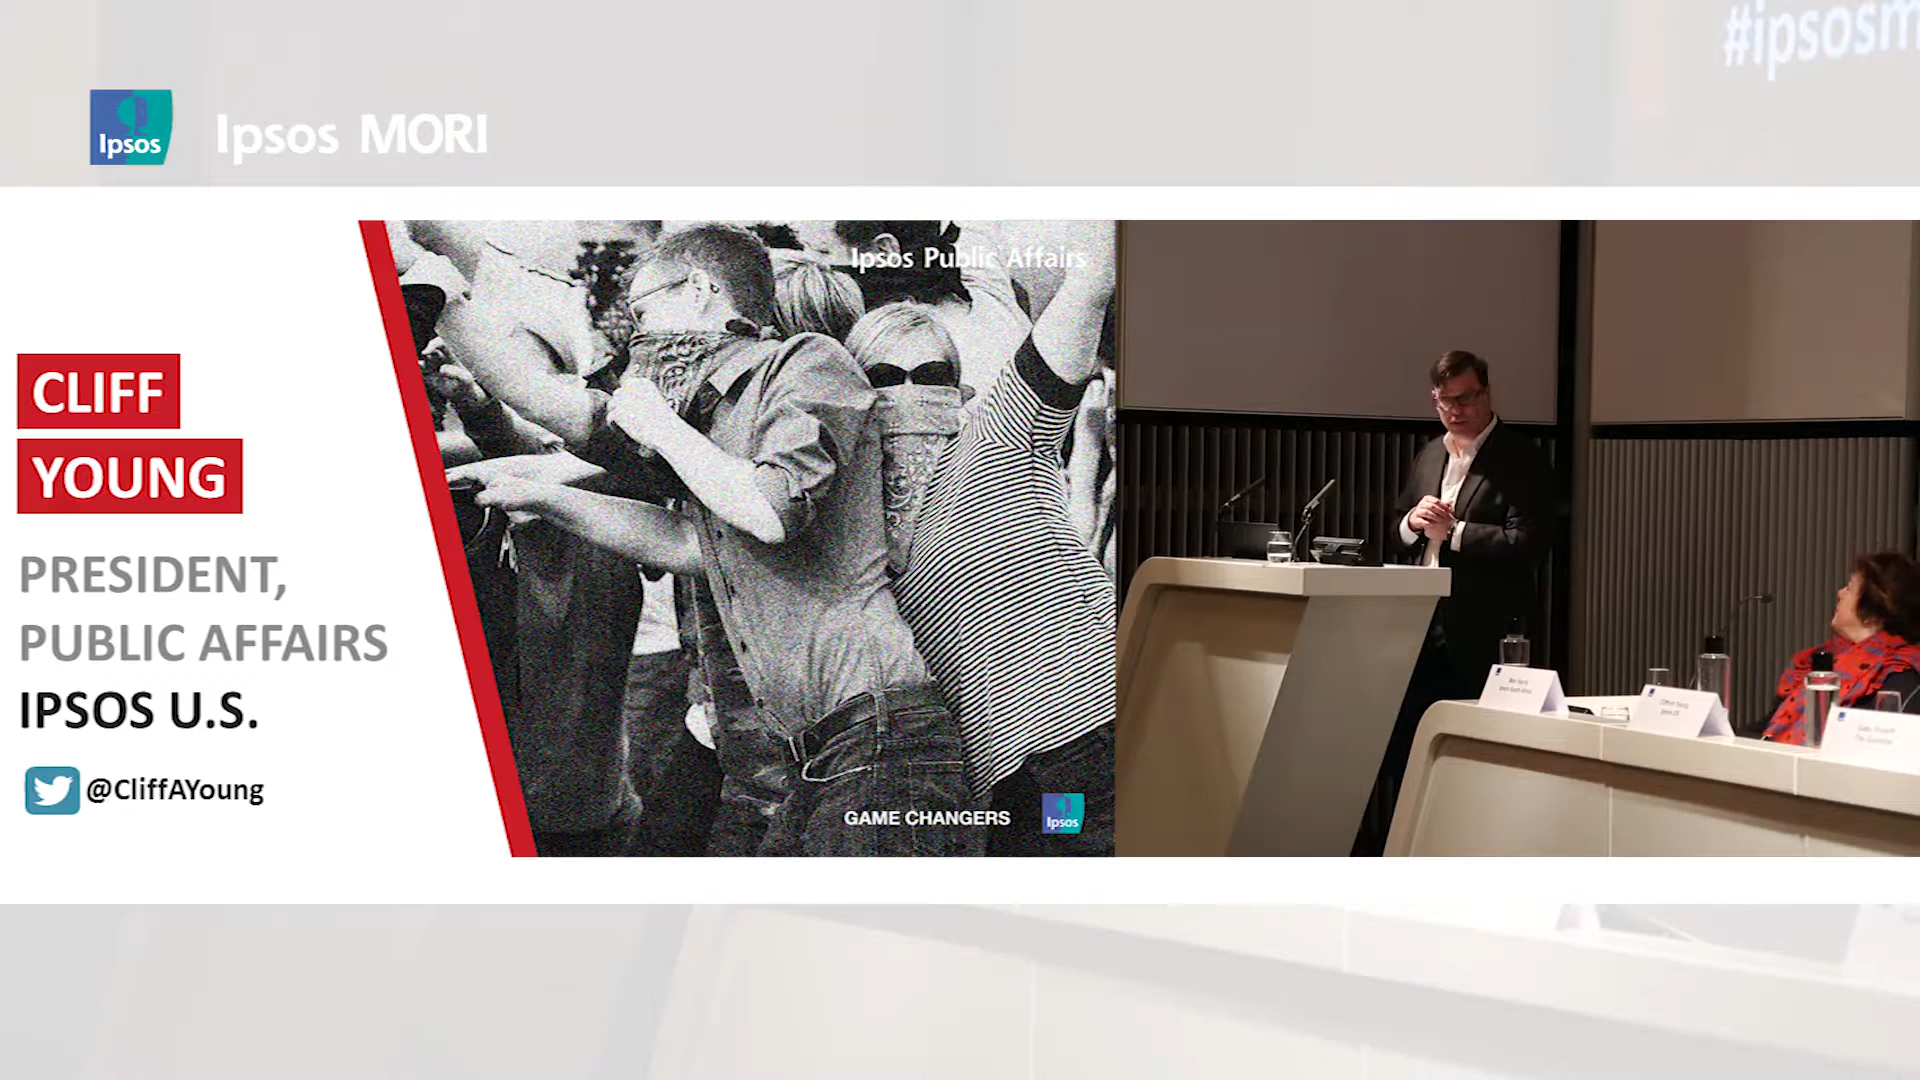 #ipsosm
Ipsos
Ipsos MORI
Ipsos Public Affairs
CLIFF
YOUNG
PRESIDENT,
PUBLIC AFFAIRS
IPSOS U.S.
@CliffAYoung
GAME CHANGERS
Ipsos